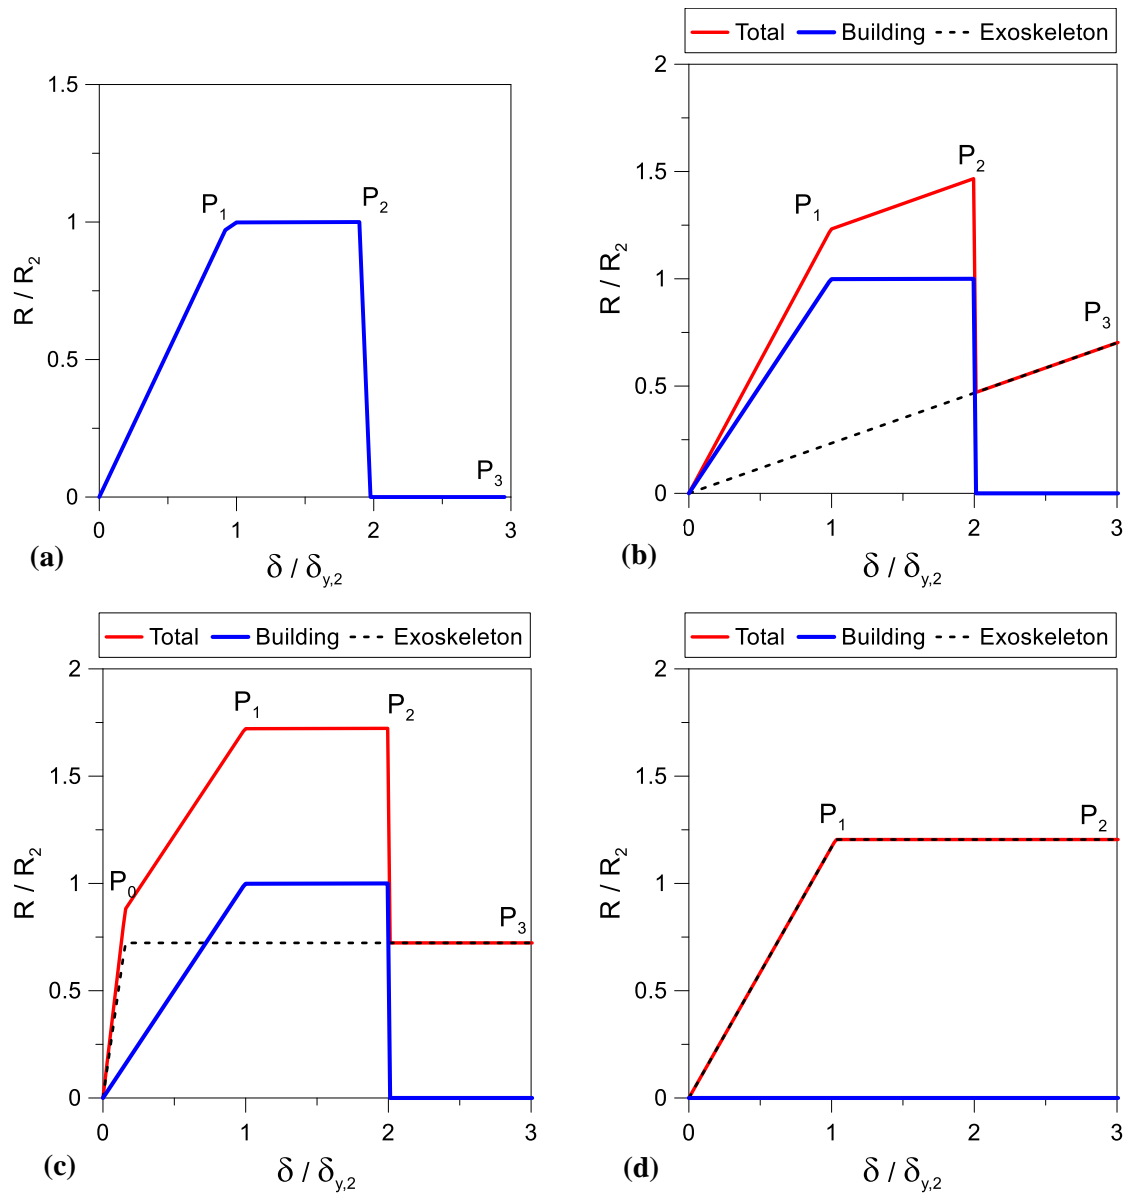 1.5
1
0.5
0
R / R2
P1
P2
P3
0 1 2 3
δ / δy,2
(a)
Total Building Exoskeleton
2
1.5
1
0.5
0
R / R2
P1
P2
P3
0 1 2 3
δ / δy,2
(b)
Total Building Exoskeleton
2
1.5
1
0.5
0
R / R2
P0
P1
P2
P3
0 1 2 3
δ / δy,2
(c)
Total Building Exoskeleton
2
1.5
1
0.5
0
R / R2
P1
P2
0 1 2 3
δ / δy,2
(d)